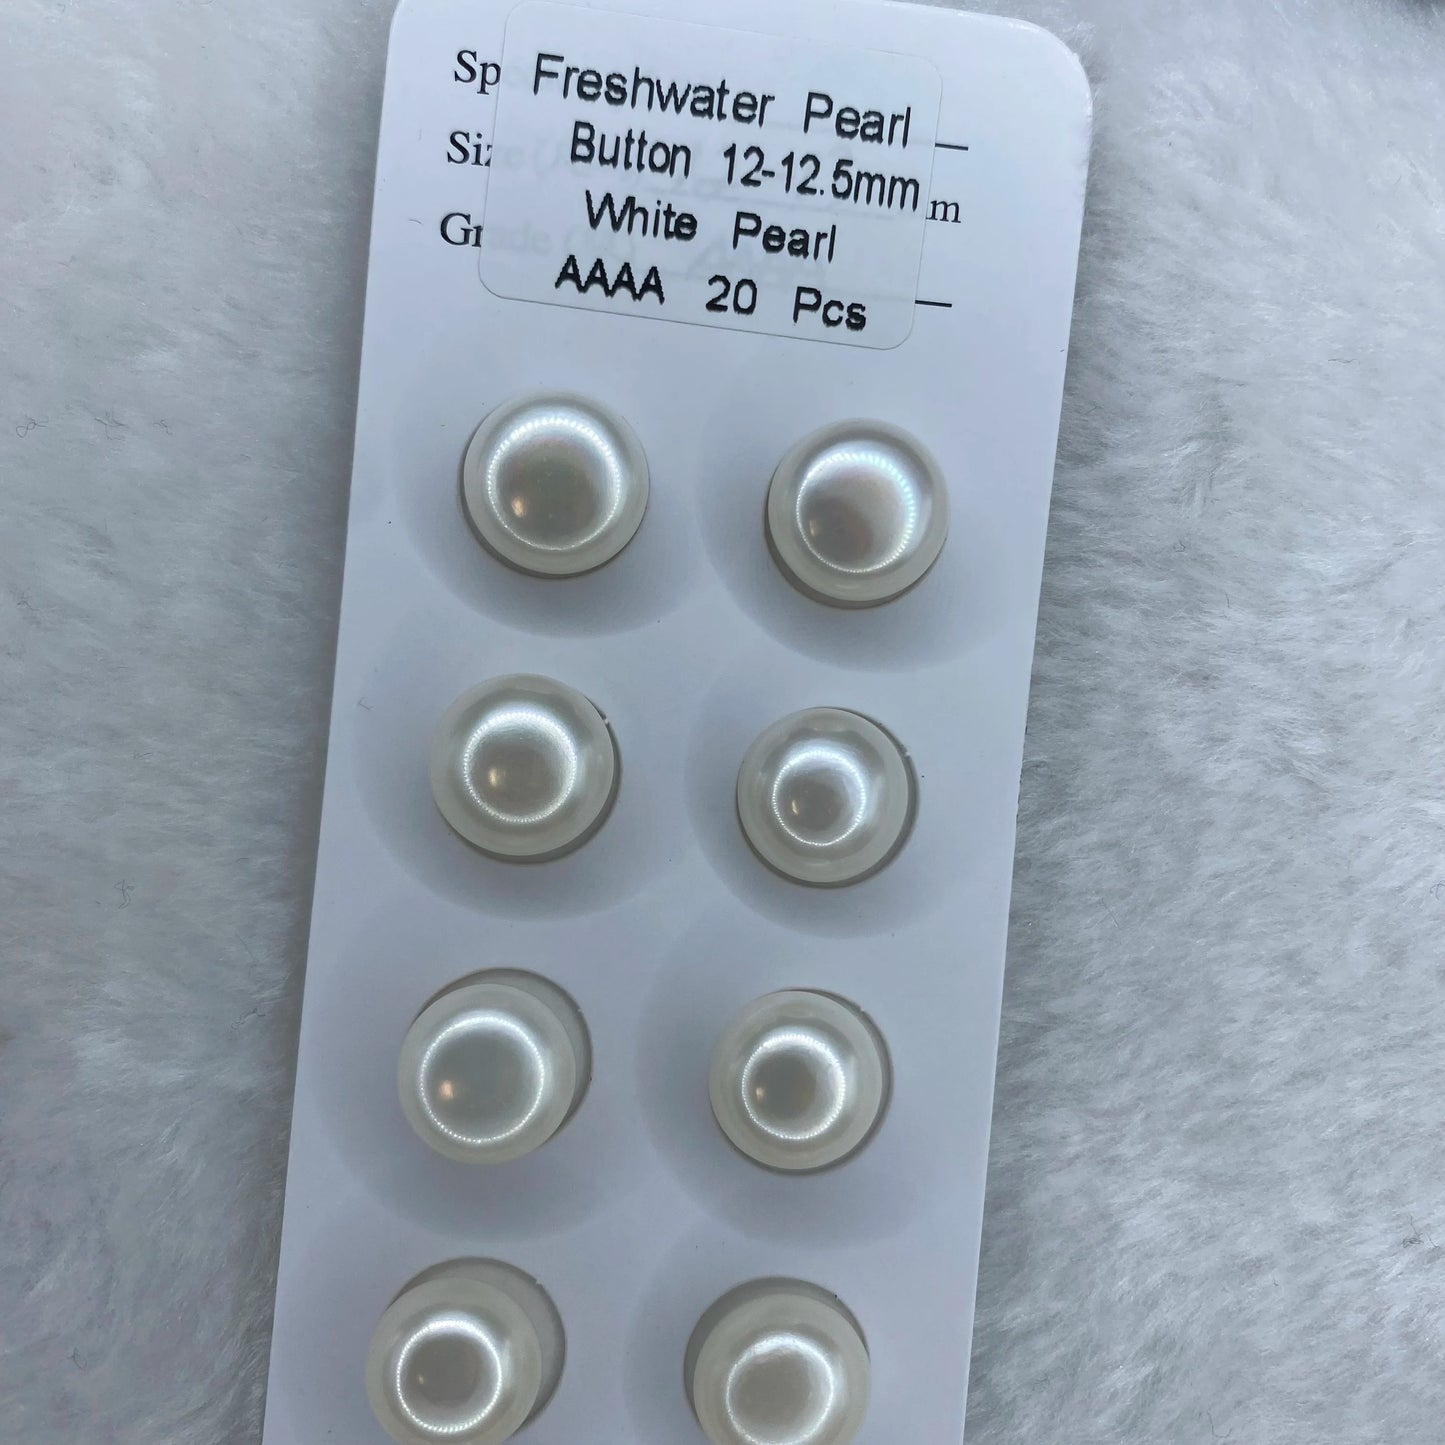 Freshwater Pearl
Button 12-12.5mm
White Pearl
AAAA 20 Pcs